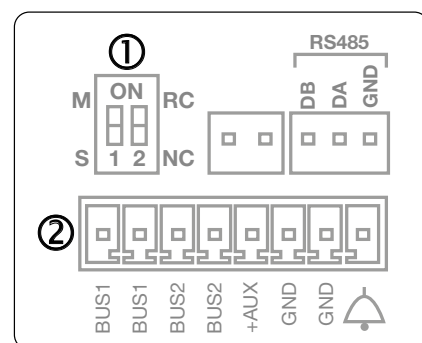 RS485
①
M ON RC
DB DA GND
S 1 2 NC
②
BUS1 BUS1 BUS2 BUS2 +AUX GND GND